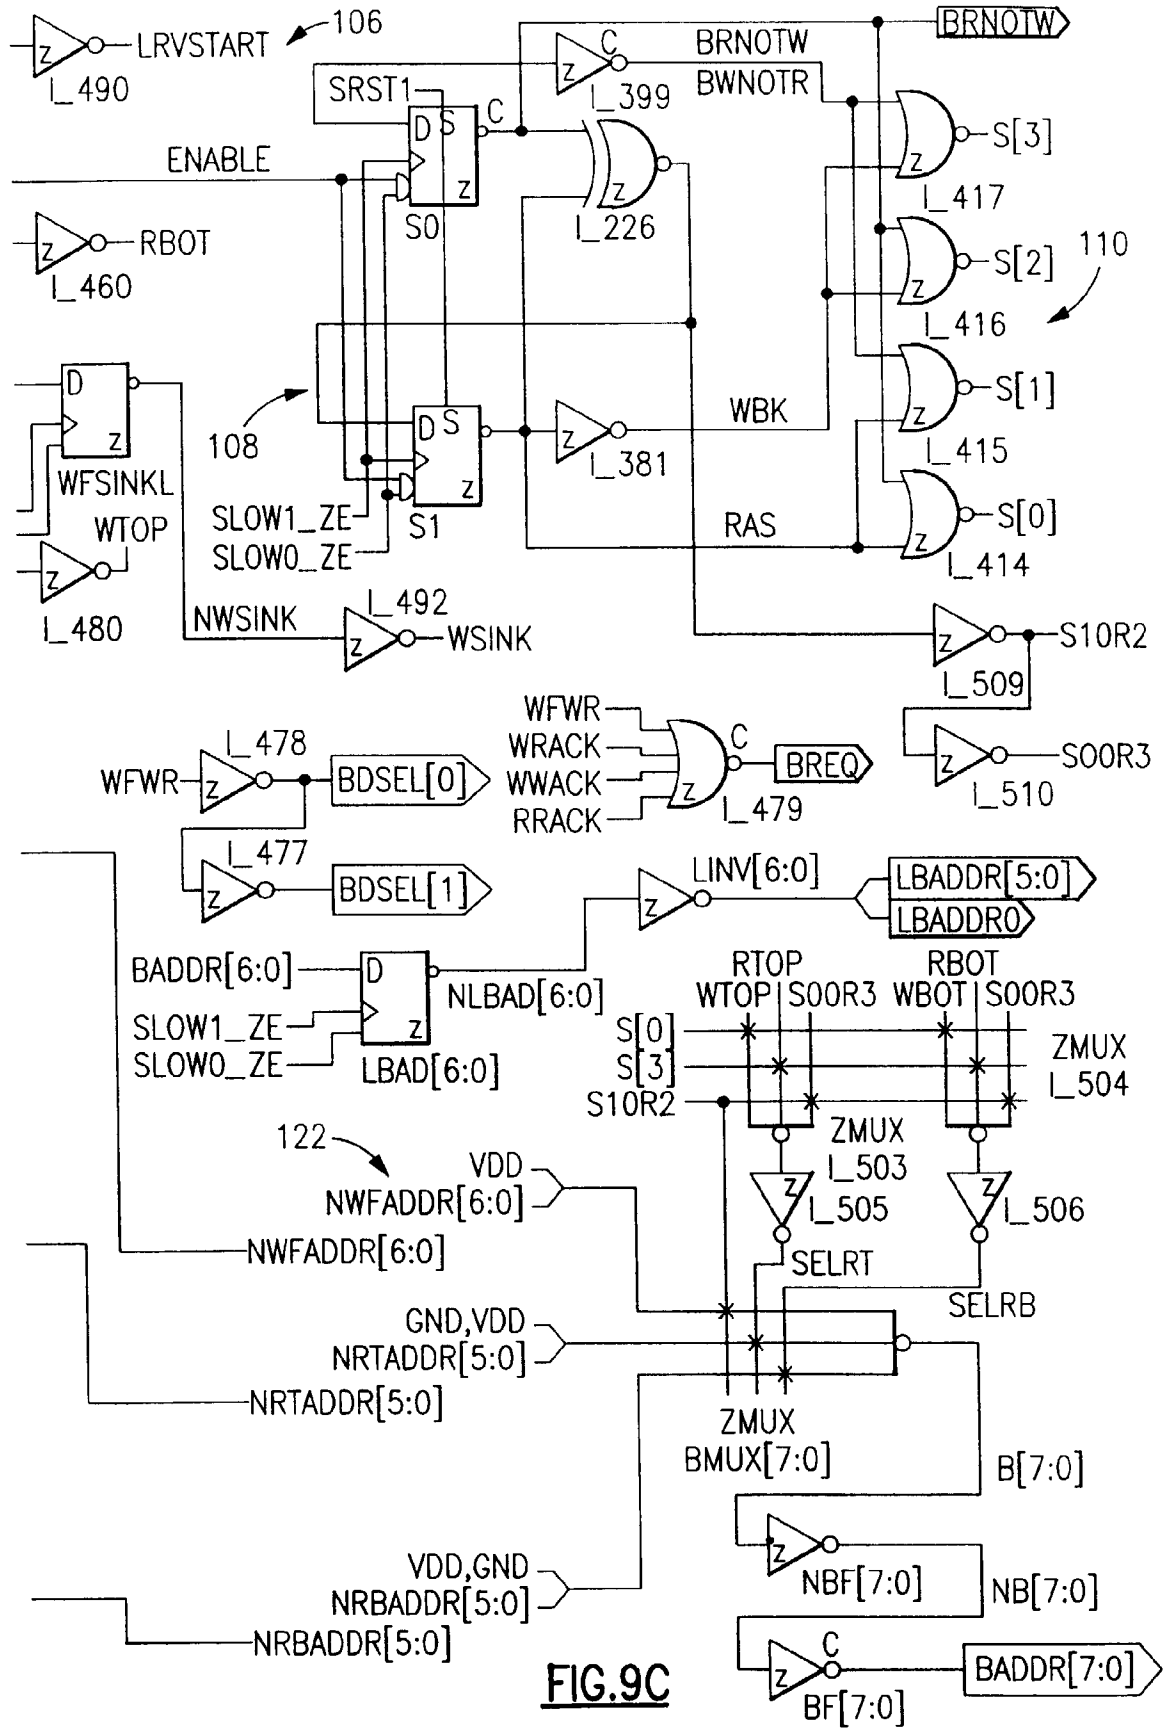 LRVSTART
106
I_490
Z
BRNOTW
C
BRNOTW
BWNOTR
Z
I_399
SRST1
D S
C
Z
S0
ENABLE
Z
I_226
Z
S[3]
I_417
Z
RBOT
I_460
Z
S[2]
I_416
110
D
Z
WFSINKL
108
D S
Z
S1
Z
I_381
WBK
Z
S[1]
I_415
SLOW1_ZE
SLOW0_ZE
RAS
Z
S[0]
I_414
WTOP
Z
I_480
NWSINK
I_492
Z
WSINK
Z
S10R2
I_509
Z
S00R3
I_510
WFWR
WRACK
WWACK
RRACK
C
Z
I_479
BREQ
I_478
WFWR
Z
BDSEL[0]
I_477
Z
BDSEL[1]
LINV[6:0]
Z
LBADDR[5:0]
LBADDR0
BADDR[6:0]
D
Z
NLBAD[6:0]
SLOW1_ZE
SLOW0_ZE
LBAD[6:0]
RTOP
WTOP S00R3
RBOT
WBOT S00R3
S[0]
S[3]
S10R2
ZMUX
I_504
ZMUX
I_503
Z
I_505
Z
I_506
122
VDD
NWFADDR[6:0]
NWFADDR[6:0]
SELRT
SELRB
GND,VDD
NRTADDR[5:0]
NRTADDR[5:0]
ZMUX
BMUX[7:0]
B[7:0]
Z
NBF[7:0]
NB[7:0]
VDD,GND
NRBADDR[5:0]
NRBADDR[5:0]
C
Z
BF[7:0]
BADDR[7:0]
FIG.9C